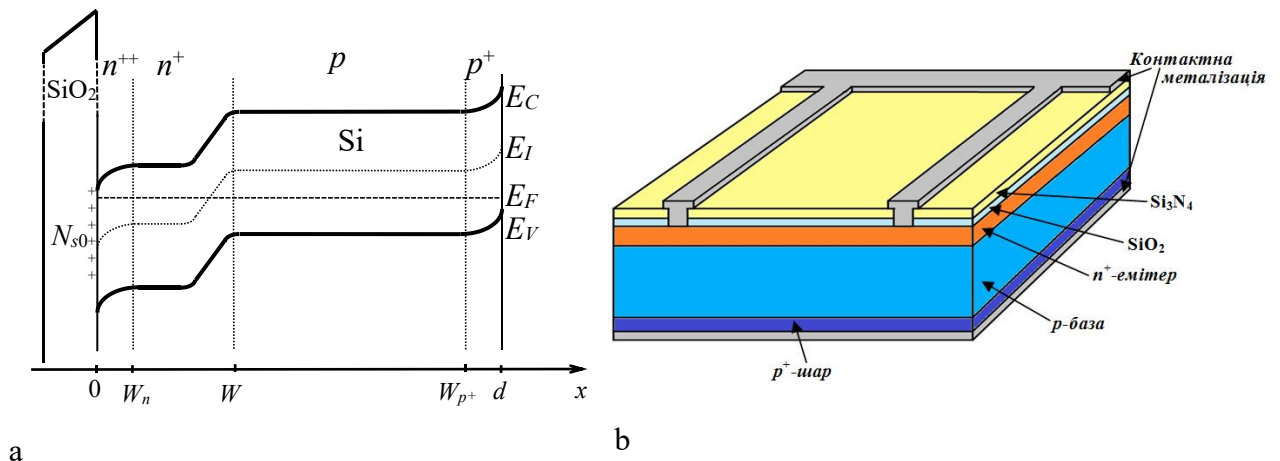 n⁺⁺
n⁺
p
p⁺
SiO₂
Si
E_C
E_I
E_F
E_V
N_s0
+
+
+
+
+
+
0
W_n
W
W_p+
d
x
a
Контактна
металізація
Si₃N₄
SiO₂
n⁺-емітер
p-база
p⁺-шар
b